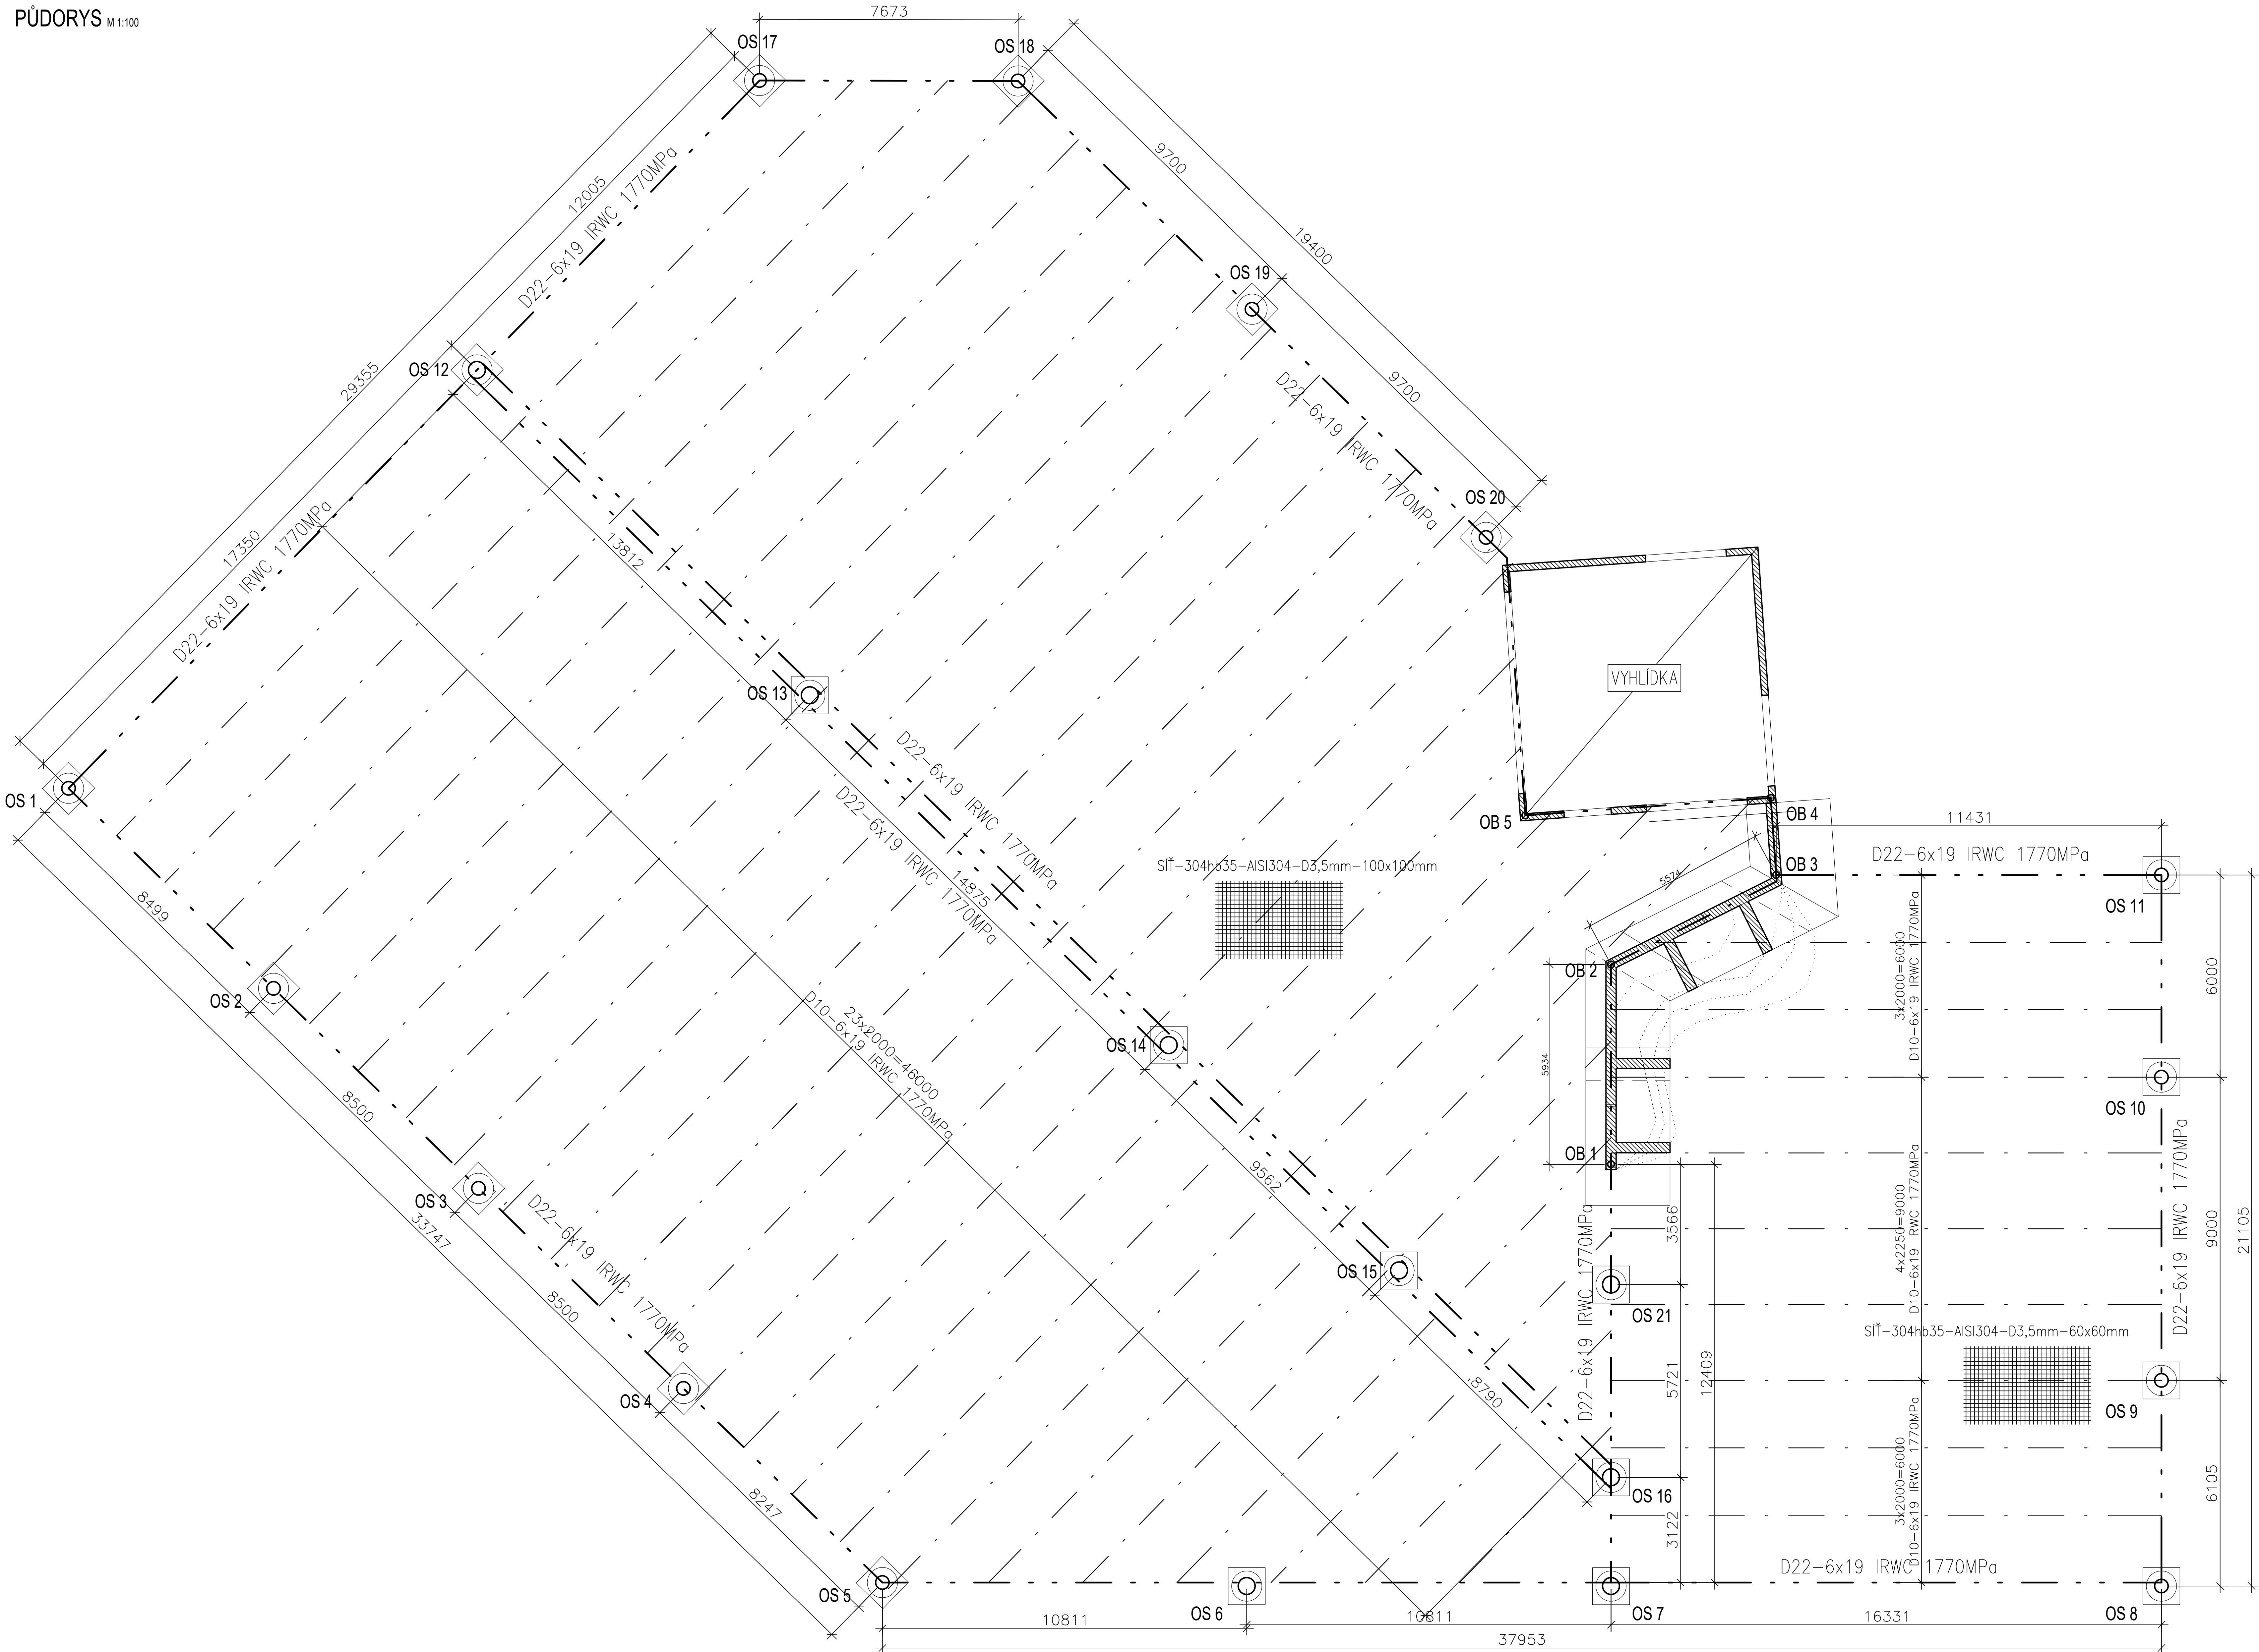 PŮDORYS M 1:100
7673
OS 17
OS 18
9700
19400
12005
D22-6x19 IRWC 1770MPa
29355
OS 12
OS 19
9700
D22-6x19 IRWC 1770MPa
OS 20
17350
D22-6x19 IRWC 1770MPa
13812
OS 13
VYHLÍDKA
D22-6x19 IRWC 1770MPa
D22-6x19 IRWC 1770MPa
14875
OS 1
OB 5
OB 4
11431
D22-6x19 IRWC 1770MPa
SÍŤ-304hb35-AISI304-D3,5mm-100x100mm
5574
OB 3
OS 11
8499
OS 2
3x2000=6000
D10-6x19 IRWC 1770MPa
6000
OB 2
23x2000=46000
D10-6x19 IRWC 1770MPa
OS 14
5934
8500
OS 10
OB 1
D22-6x19 IRWC 1770MPa
9562
OS 3
33747
D22-6x19 IRWC 1770MPa
4x2250=9000
D10-6x19 IRWC 1770MPa
9000
21105
3566
D22-6x19 IRWC 1770MPa
OS 15
8500
OS 21
SÍŤ-304hb35-AISI304-D3,5mm-60x60mm
OS 4
5721
12409
8790
OS 9
3x2000=6000
D10-6x19 IRWC 1770MPa
6105
8247
OS 16
3122
D22-6x19 IRWC 1770MPa
OS 5
OS 6
OS 7
OS 8
10811
10811
16331
37953